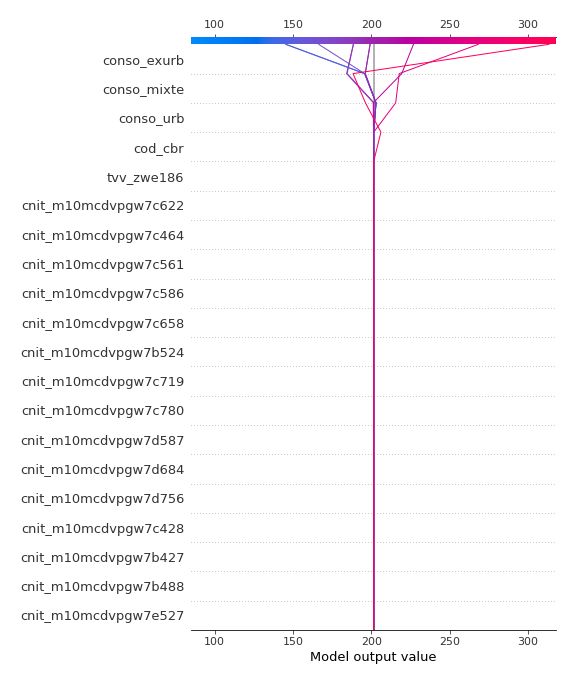 100 150 200 250 300
conso_exurb
conso_mixte
conso_urb
cod_cbr
tvv_zwe186
cnit_m10mcdvpgw7c622
cnit_m10mcdvpgw7c464
cnit_m10mcdvpgw7c561
cnit_m10mcdvpgw7c586
cnit_m10mcdvpgw7c658
cnit_m10mcdvpgw7b524
cnit_m10mcdvpgw7c719
cnit_m10mcdvpgw7c780
cnit_m10mcdvpgw7d587
cnit_m10mcdvpgw7d684
cnit_m10mcdvpgw7d756
cnit_m10mcdvpgw7c428
cnit_m10mcdvpgw7b427
cnit_m10mcdvpgw7b488
cnit_m10mcdvpgw7e527
100 150 200 250 300
Model output value